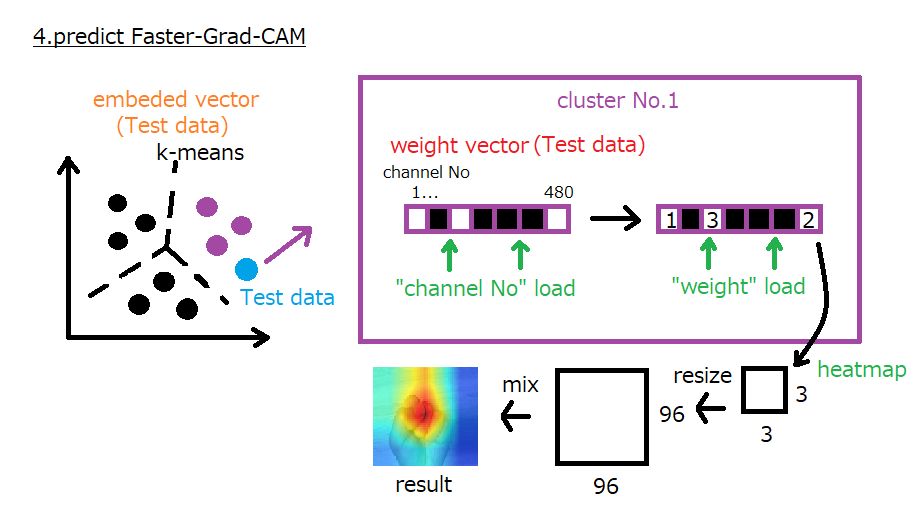 4.predict Faster-Grad-CAM
embeded vector
(Test data)
k-means
Test data
cluster No.1
weight vector (Test data)
channel No
1... 480
"channel No" load
1 3 2
"weight" load
heatmap
3
3
resize
96
96
mix
result